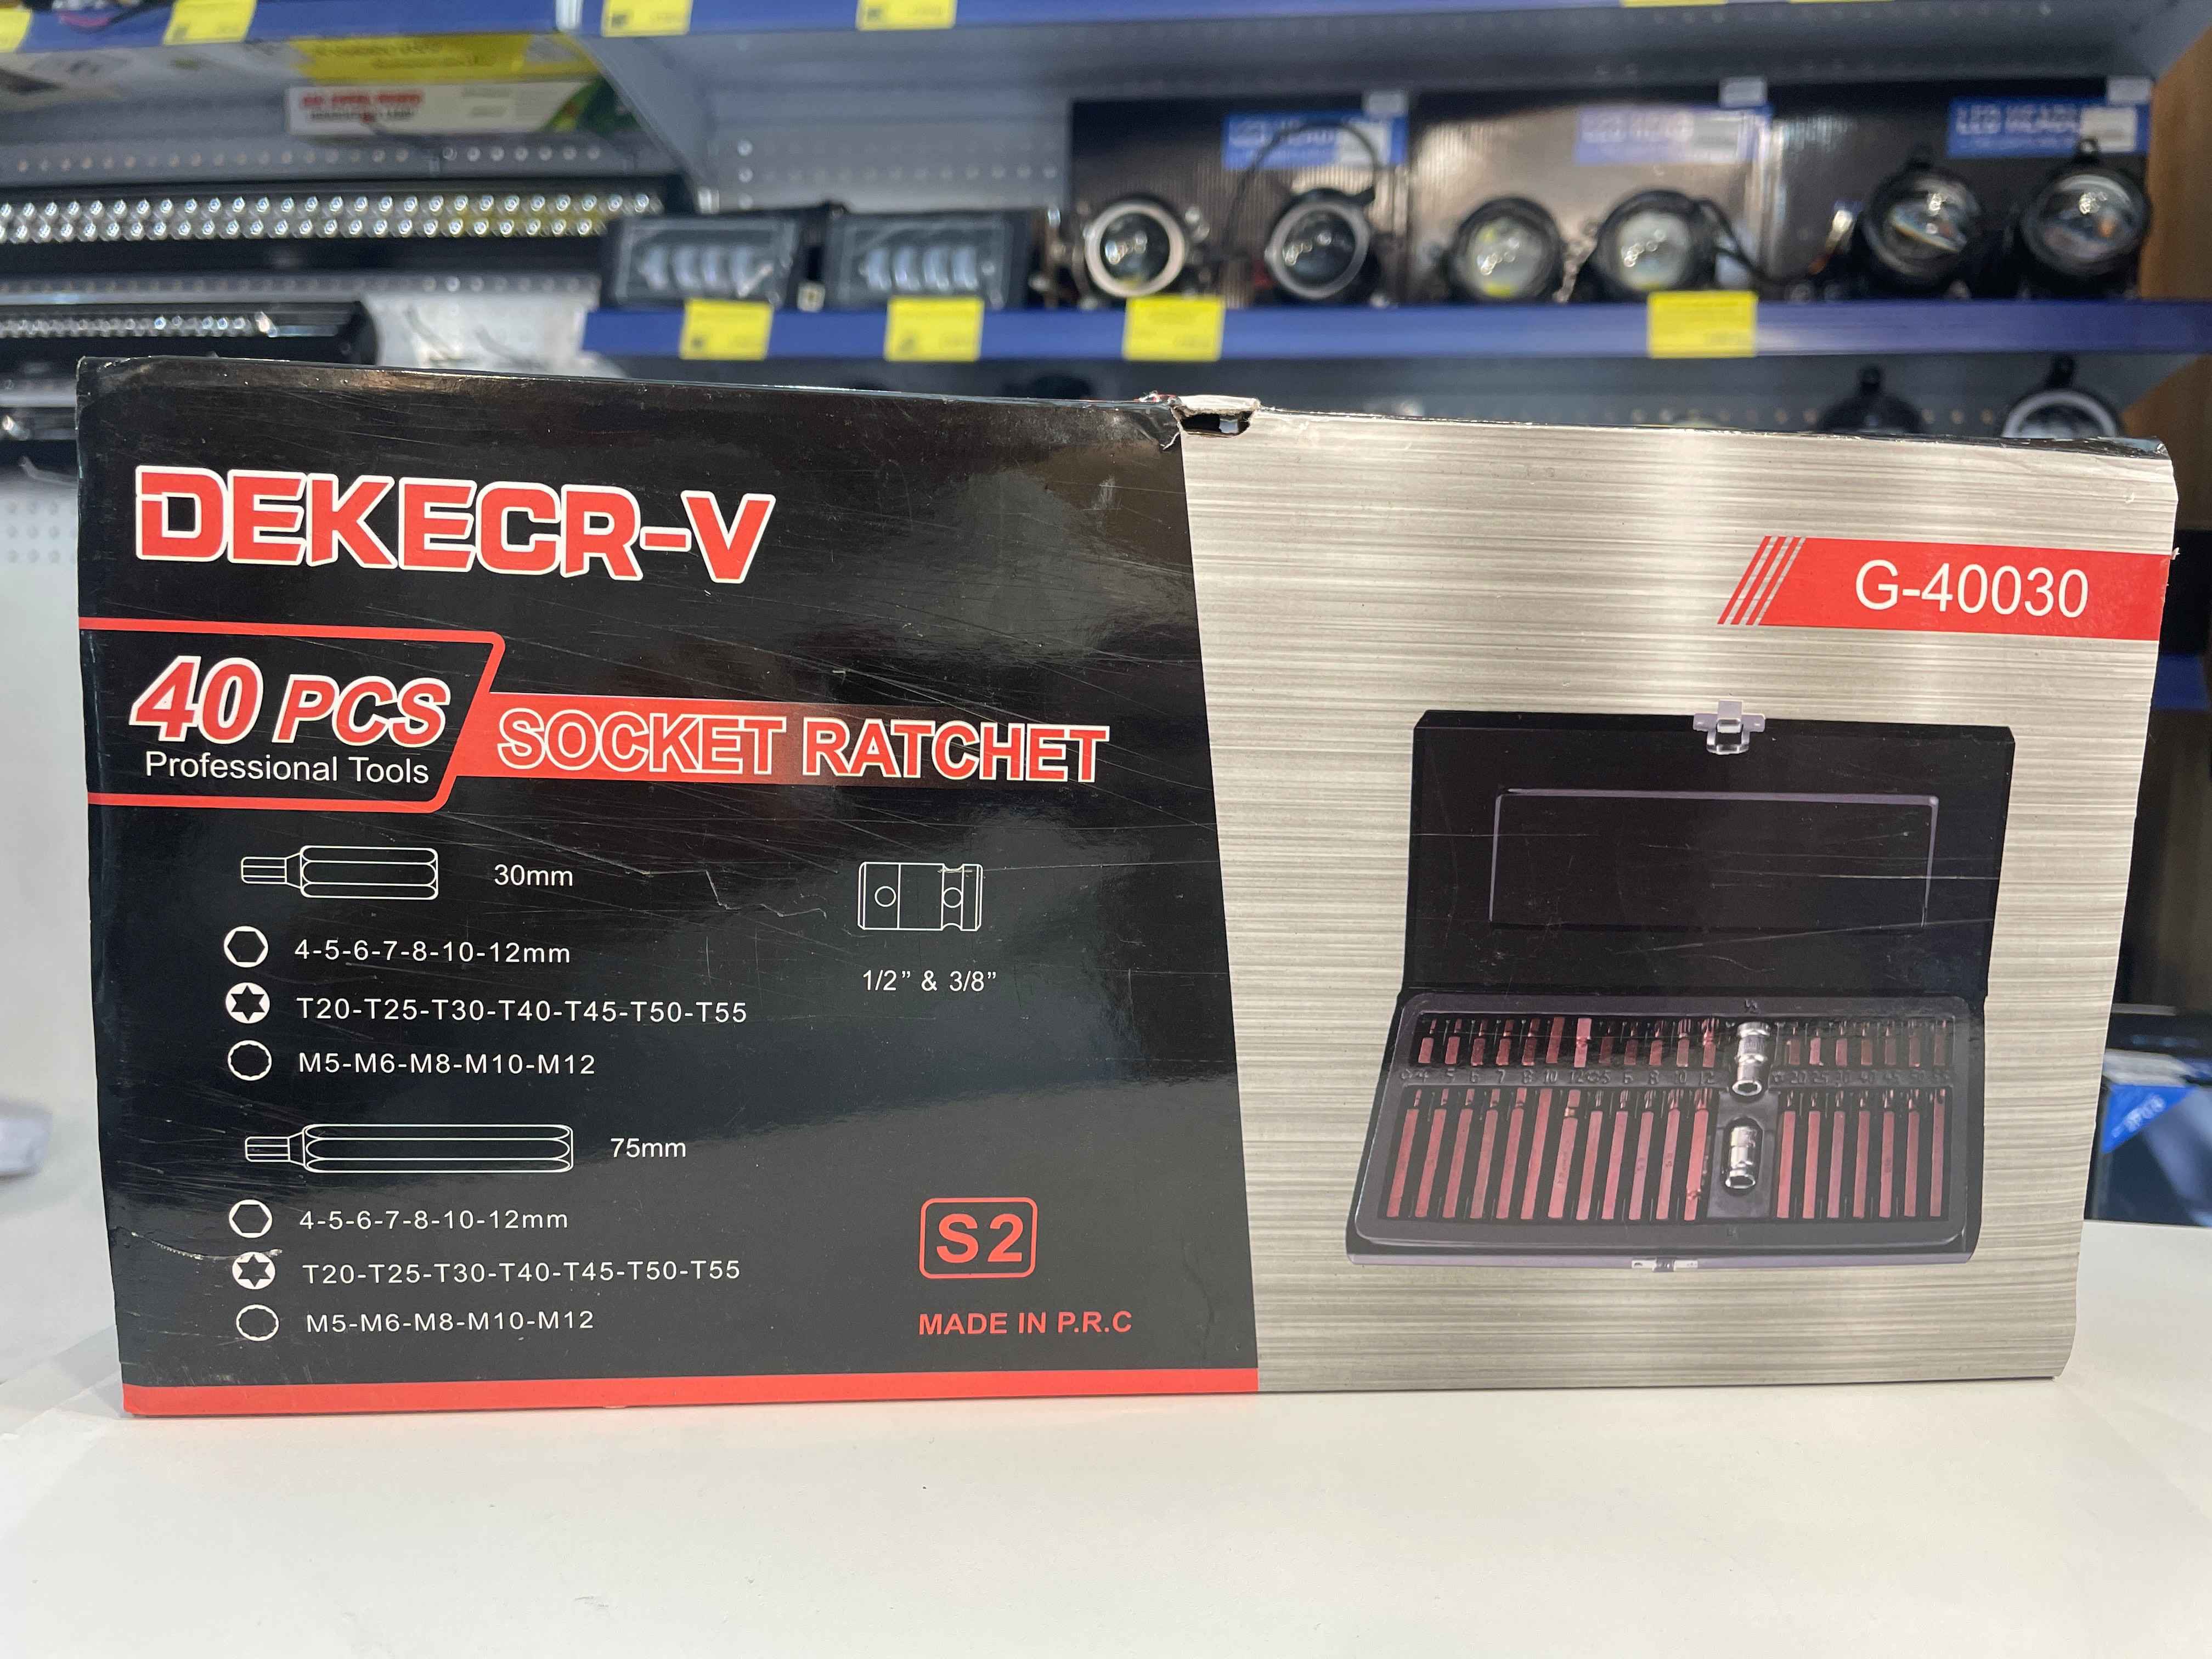 DEKECR-V
G-40030
40 PCS
Professional Tools
SOCKET RATCHET
30mm
4-5-6-7-8-10-12mm
T20-T25-T30-T40-T45-T50-T55
M5-M6-M8-M10-M12
1/2" & 3/8"
75mm
4-5-6-7-8-10-12mm
T20-T25-T30-T40-T45-T50-T55
M5-M6-M8-M10-M12
S2
MADE IN P.R.C